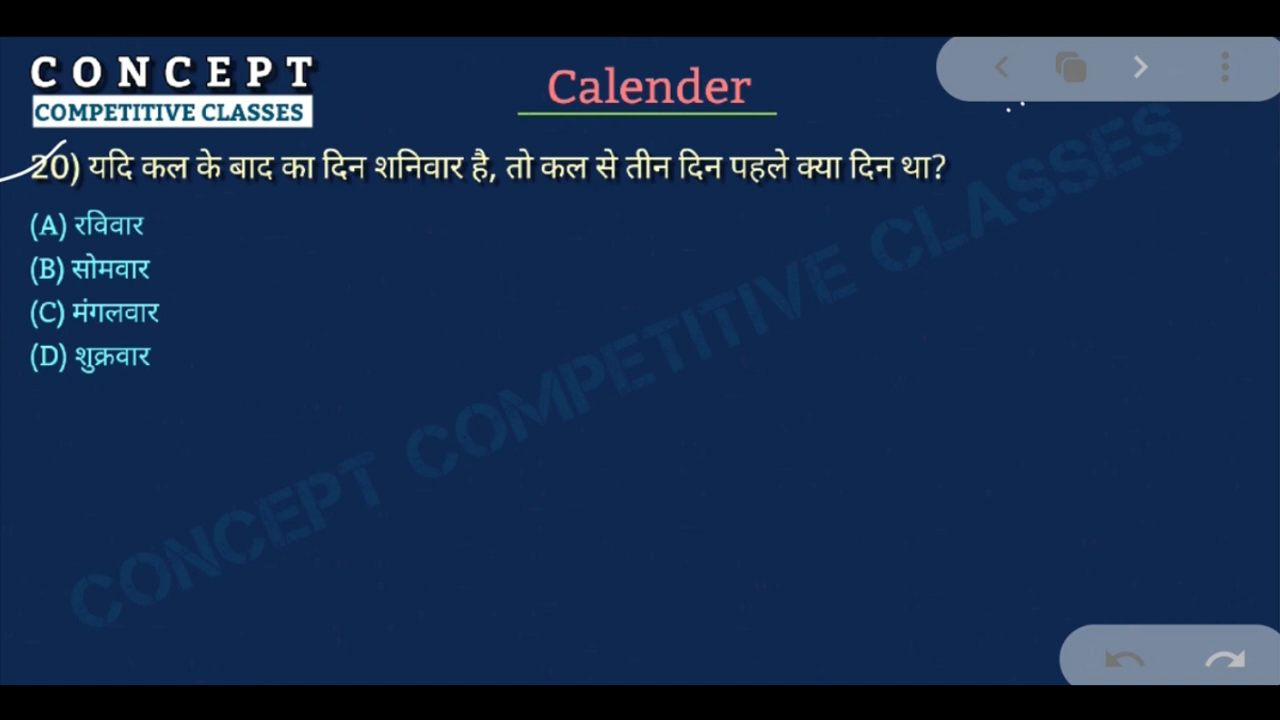 CONCEPT
COMPETITIVE CLASSES
Calender
20) यदि कल के बाद का दिन शनिवार है, तो कल से तीन दिन पहले क्या दिन था?
(A) रविवार
(B) सोमवार
(C) मंगलवार
(D) शुक्रवार
CONCEPT COMPETITIVE CLASSES